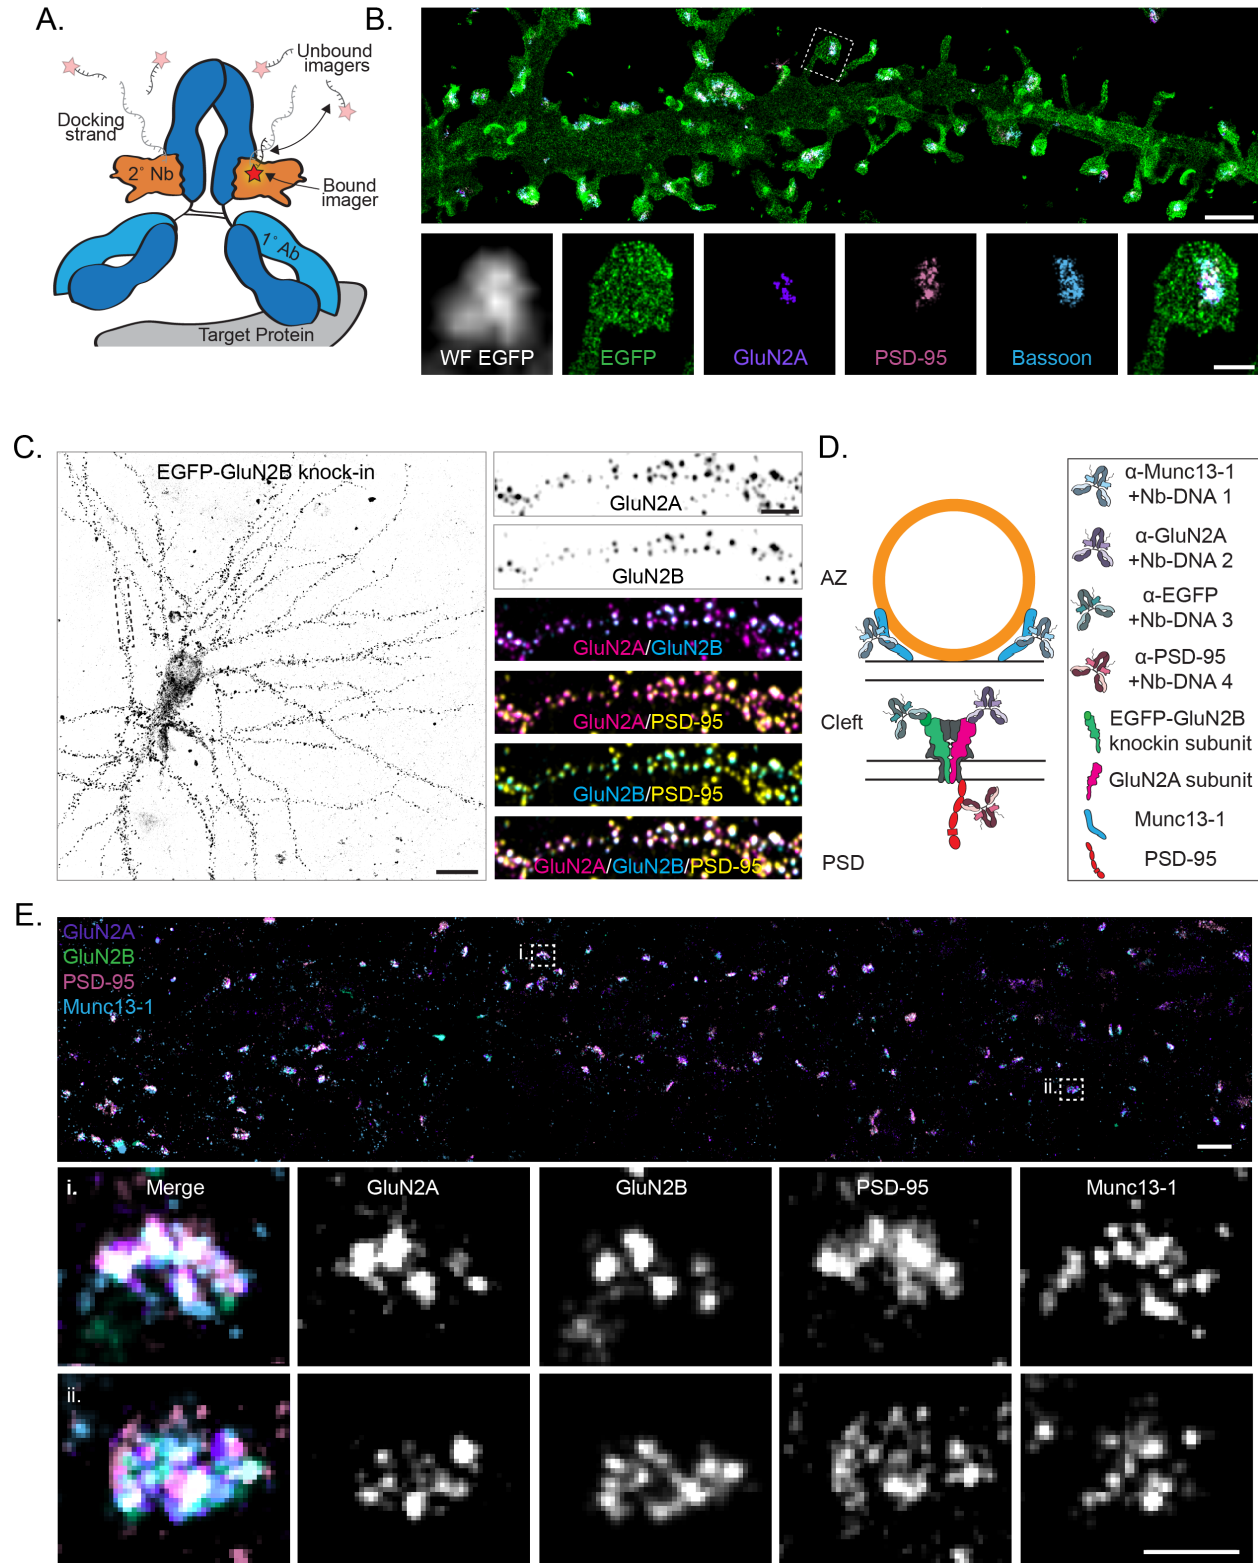 A.
Unbound
imagers
Docking
strand
2° Nb
Bound
imager
1° Ab
Target Protein
B.
WF EGFP
EGFP
GluN2A
PSD-95
Bassoon
C.
EGFP-GluN2B knock-in
GluN2A
GluN2B
GluN2A/GluN2B
GluN2A/PSD-95
GluN2B/PSD-95
GluN2A/GluN2B/PSD-95
D.
AZ
Cleft
PSD
α-Munc13-1
+Nb-DNA 1
α-GluN2A
+Nb-DNA 2
α-EGFP
+Nb-DNA 3
α-PSD-95
+Nb-DNA 4
EGFP-GluN2B
knockin subunit
GluN2A subunit
Munc13-1
PSD-95
E.
GluN2A
GluN2B
PSD-95
Munc13-1
i.
ii.
i.
Merge
GluN2A
GluN2B
PSD-95
Munc13-1
ii.